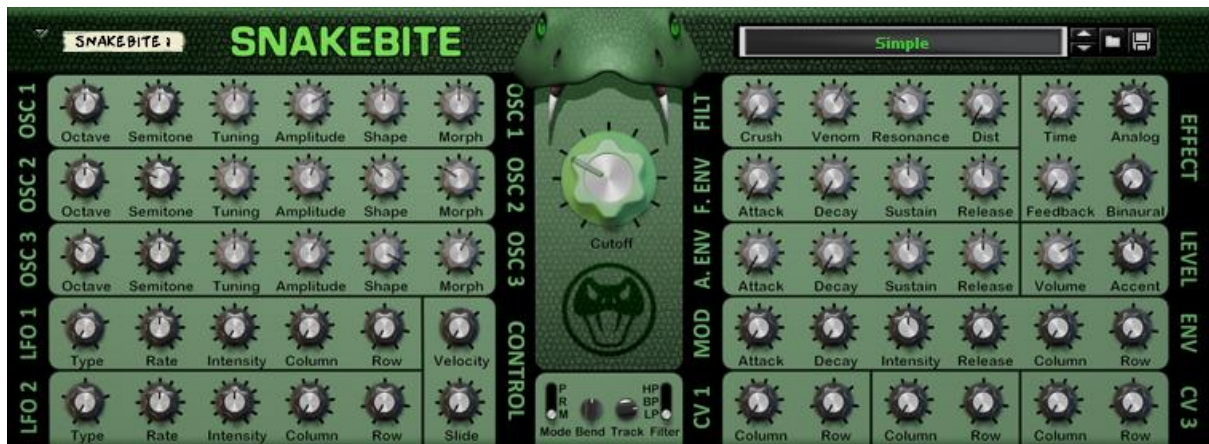 SNAKEBITE 1
SNAKEBITE
Simple
OSC 1
Octave Semitone Tuning Amplitude Shape Morph
OSC 1
OSC 2
Octave Semitone Tuning Amplitude Shape Morph
OSC 2
OSC 3
Octave Semitone Tuning Amplitude Shape Morph
OSC 3
LFO 1
Type Rate Intensity Column Row Velocity
LFO 2
Type Rate Intensity Column Row Slide
CONTROL
Cutoff
P
R
M
HP
BP
LP
Mode Bend Track Filter
FILT
Crush Venom Resonance Dist Time Analog
EFFECT
F. ENV
Attack Decay Sustain Release Feedback Binaural
A. ENV
Attack Decay Sustain Release Volume Accent
LEVEL
MOD
Attack Decay Intensity Release Column Row
ENV
CV 1
Column Row Column Row Column Row
CV 3